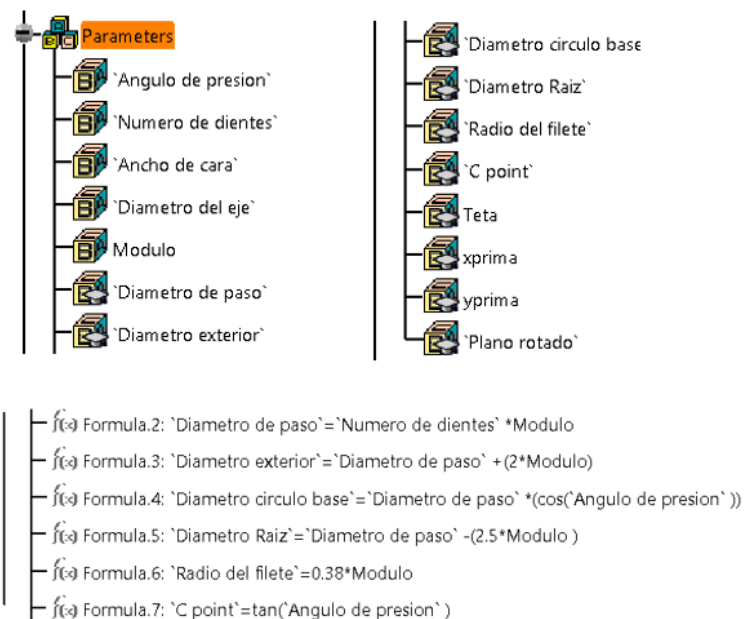 Parameters
`Angulo de presion`
`Numero de dientes`
`Ancho de cara`
`Diametro del eje`
Modulo
`Diametro de paso`
`Diametro exterior`
`Diametro circulo base
`Diametro Raiz`
`Radio del filete`
`C point`
Teta
xprima
yprima
`Plano rotado`
f(x) Formula.2: `Diametro de paso`=`Numero de dientes` *Modulo
f(x) Formula.3: `Diametro exterior`=`Diametro de paso` +(2*Modulo)
f(x) Formula.4: `Diametro circulo base`=`Diametro de paso` *(cos(`Angulo de presion` ))
f(x) Formula.5: `Diametro Raiz`=`Diametro de paso` -(2.5*Modulo )
f(x) Formula.6: `Radio del filete`=0.38*Modulo
f(x) Formula.7: `C point`=tan(`Angulo de presion` )